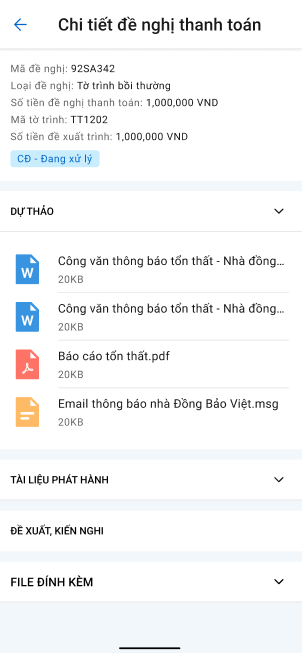 Chi tiết đề nghị thanh toán
Mã đề nghị: 92SA342
Loại đề nghị: Tờ trình bồi thường
Số tiền đề nghị thanh toán: 1,000,000 VND
Mã tờ trình: TT1202
Số tiền đề xuất trình: 1,000,000 VND
CĐ - Đang xử lý
DỰ THẢO
W
Công văn thông báo tổn thất - Nhà đồng...
20KB
W
Công văn thông báo tổn thất - Nhà đồng...
20KB
Báo cáo tổn thất.pdf
20KB
Email thông báo nhà Đồng Bảo Việt.msg
20KB
TÀI LIỆU PHÁT HÀNH
ĐỀ XUẤT, KIẾN NGHI
FILE ĐÍNH KÈM